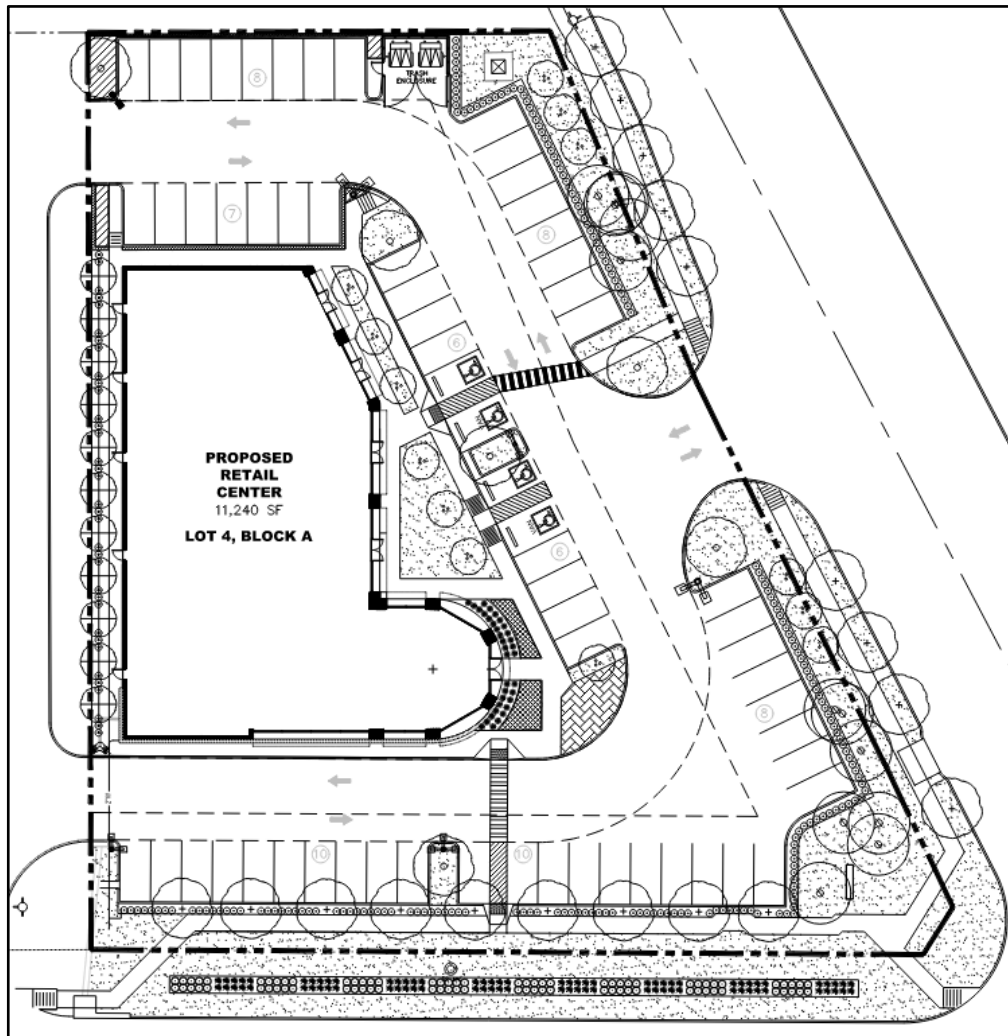 8
TRASH
ENCLOSURE
7
8
6
PROPOSED
RETAIL
CENTER
11,240 SF
LOT 4, BLOCK A
6
8
10
10